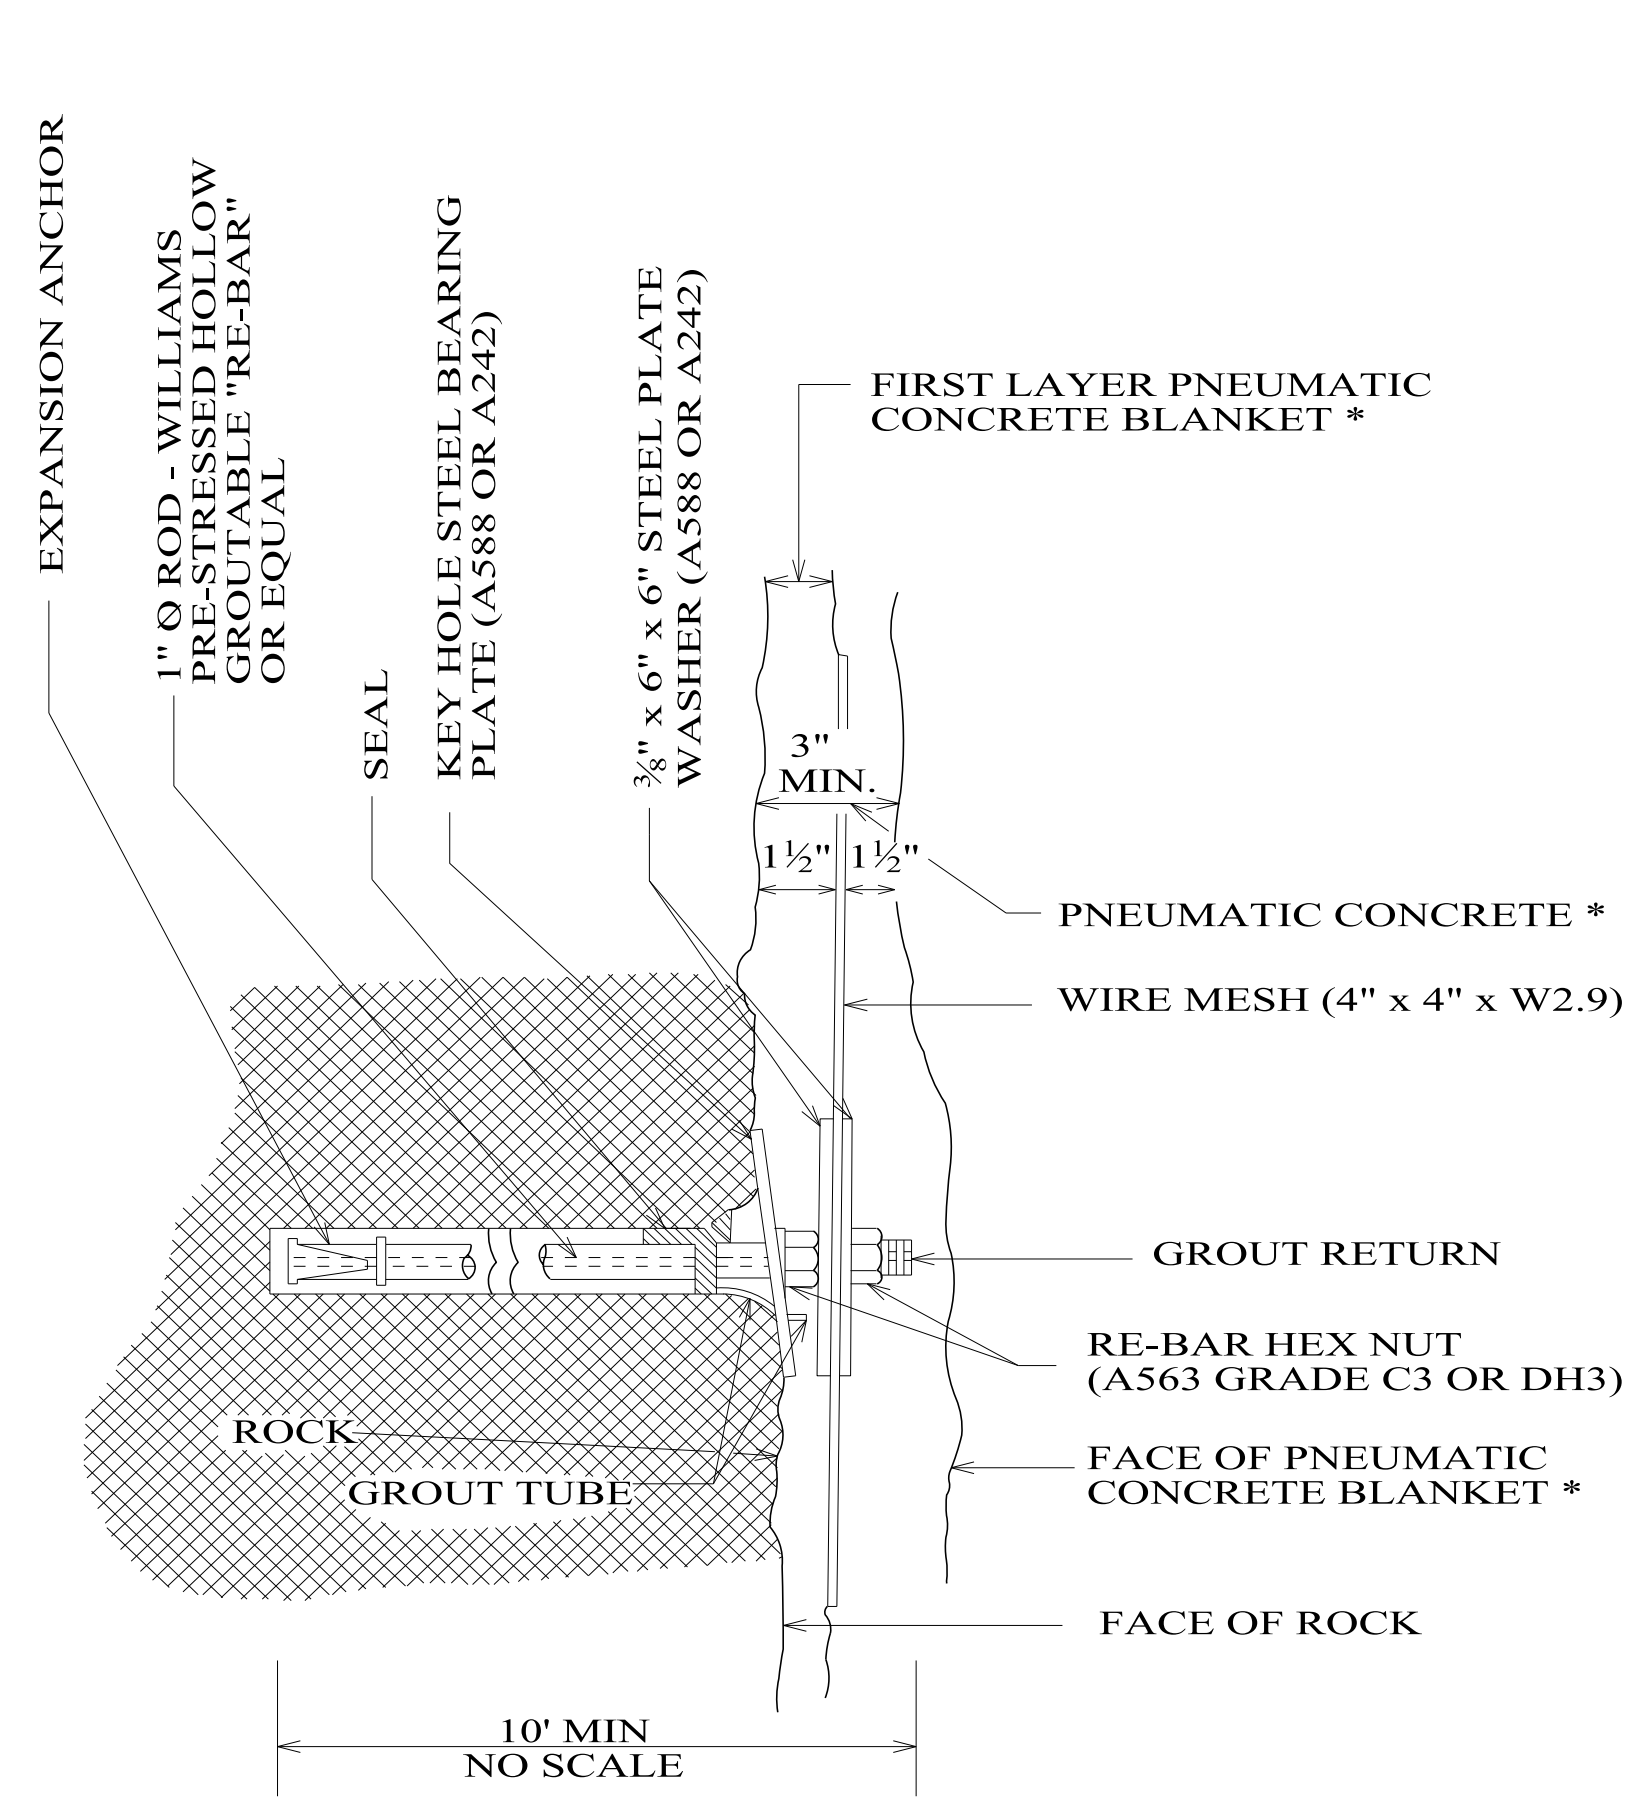 EXPANSION ANCHOR
1" Ø ROD - WILLIAMS
PRE-STRESSED HOLLOW
GROUTABLE "RE-BAR"
OR EQUAL
SEAL
KEY HOLE STEEL BEARING
PLATE (A588 OR A242)
⅜" x 6" x 6" STEEL PLATE
WASHER (A588 OR A242)
FIRST LAYER PNEUMATIC
CONCRETE BLANKET *
3"
MIN.
1½" 1½"
PNEUMATIC CONCRETE *
WIRE MESH (4" x 4" x W2.9)
GROUT RETURN
RE-BAR HEX NUT
(A563 GRADE C3 OR DH3)
ROCK
GROUT TUBE
FACE OF PNEUMATIC
CONCRETE BLANKET *
FACE OF ROCK
10' MIN
NO SCALE